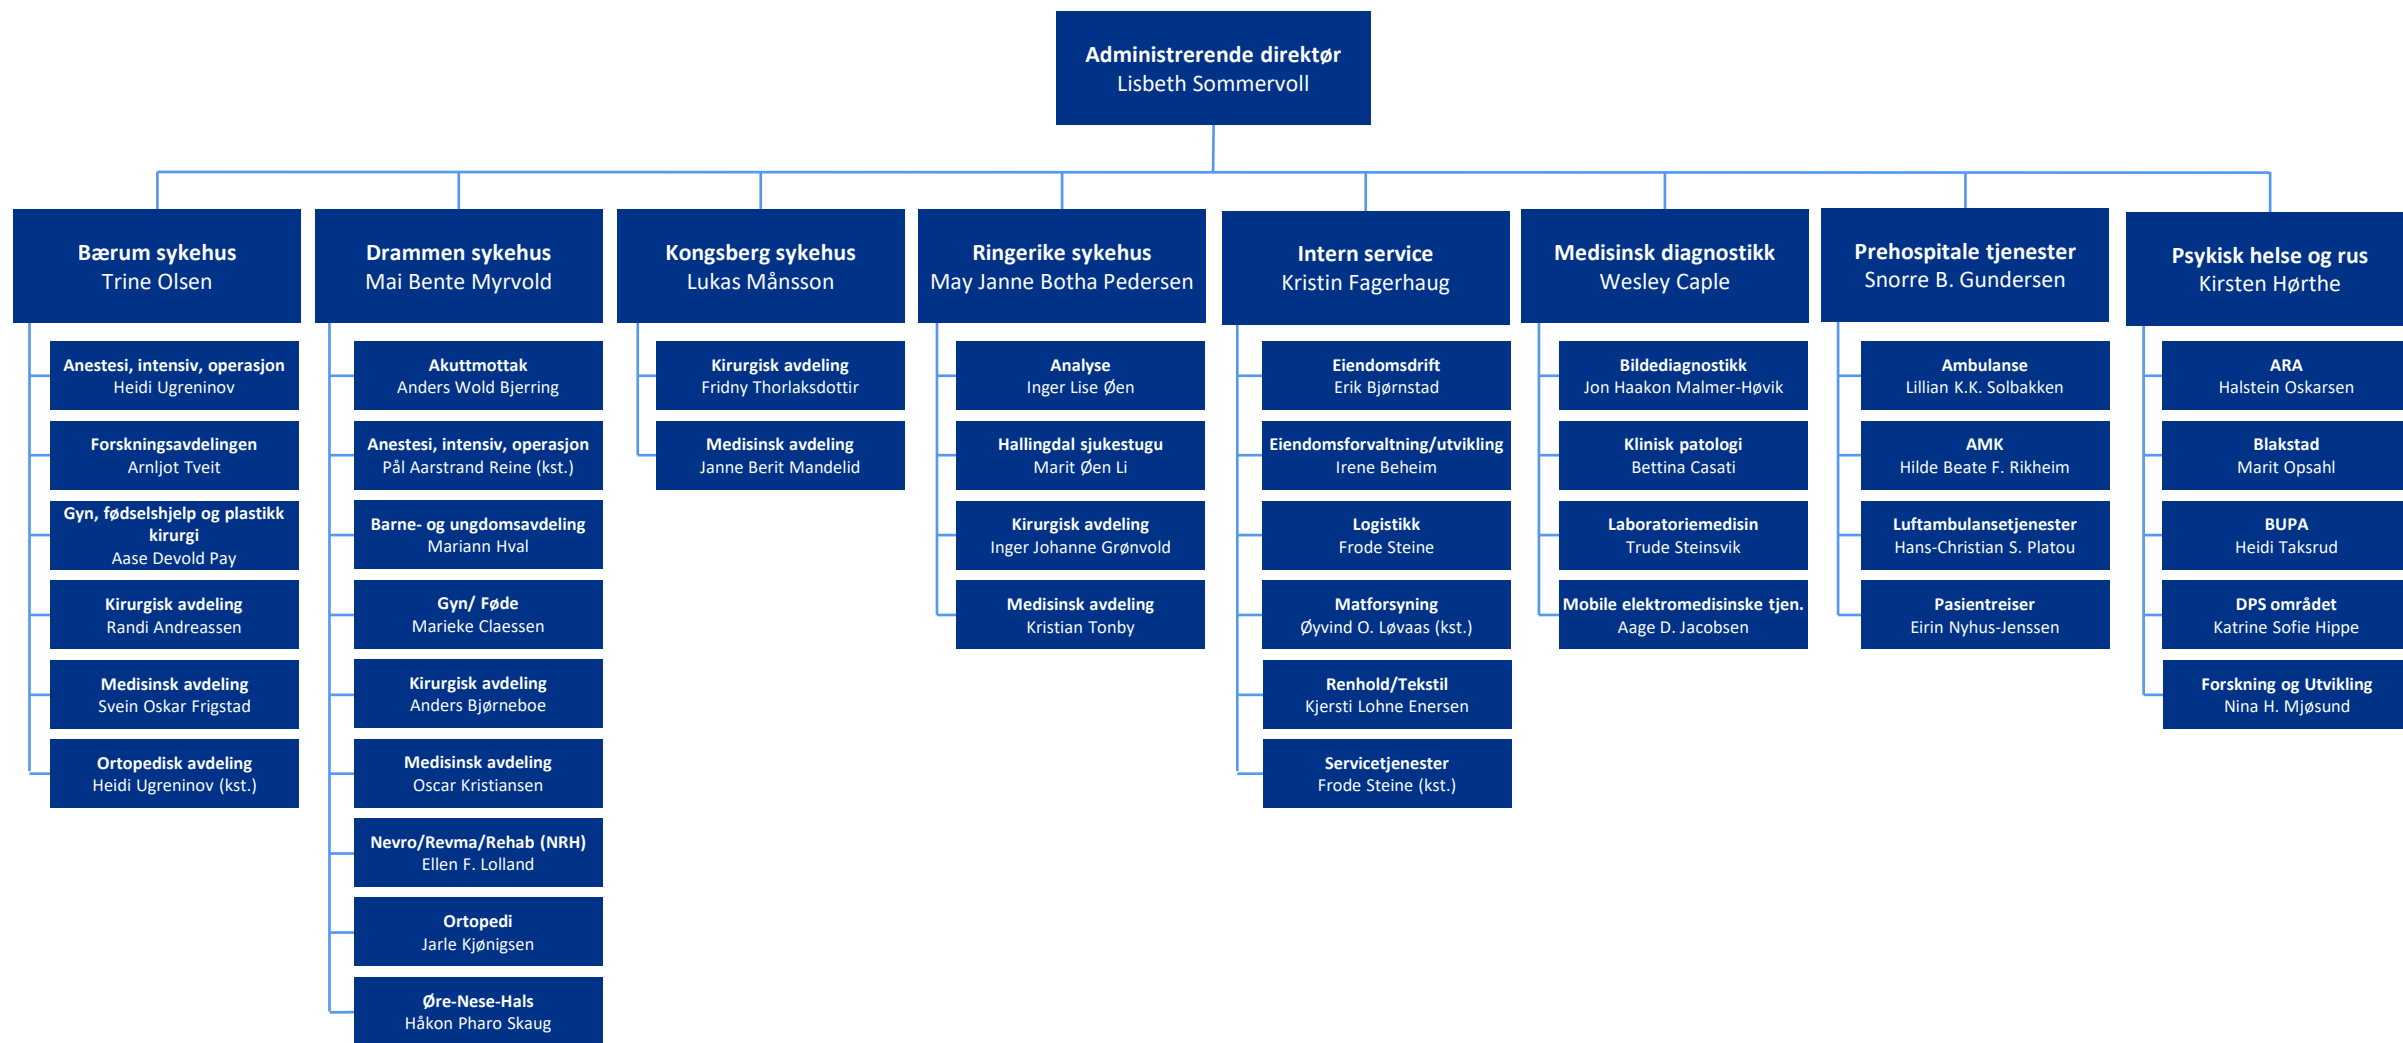 Administrerende direktør
Lisbeth Sommervoll
Bærum sykehus
Trine Olsen
Anestesi, intensiv, operasjon
Heidi Ugreninov
Forskningsavdelingen
Arnljot Tveit
Gyn, fødselshjelp og plastikk
kirurgi
Aase Devold Pay
Kirurgisk avdeling
Randi Andreassen
Medisinsk avdeling
Svein Oskar Frigstad
Ortopedisk avdeling
Heidi Ugreninov (kst.)
Drammen sykehus
Mai Bente Myrvold
Akuttmottak
Anders Wold Bjerring
Anestesi, intensiv, operasjon
Pål Aarstrand Reine (kst.)
Barne- og ungdomsavdeling
Mariann Hval
Gyn/ Føde
Marieke Claessen
Kirurgisk avdeling
Anders Bjørneboe
Medisinsk avdeling
Oscar Kristiansen
Nevro/Revma/Rehab (NRH)
Ellen F. Lolland
Ortopedi
Jarle Kjønigsen
Øre-Nese-Hals
Håkon Pharo Skaug
Kongsberg sykehus
Lukas Månsson
Kirurgisk avdeling
Fridny Thorlaksdottir
Medisinsk avdeling
Janne Berit Mandelid
Ringerike sykehus
May Janne Botha Pedersen
Analyse
Inger Lise Øen
Hallingdal sjukestugu
Marit Øen Li
Kirurgisk avdeling
Inger Johanne Grønvold
Medisinsk avdeling
Kristian Tonby
Intern service
Kristin Fagerhaug
Eiendomsdrift
Erik Bjørnstad
Eiendomsforvaltning/utvikling
Irene Beheim
Logistikk
Frode Steine
Matforsyning
Øyvind O. Løvaas (kst.)
Renhold/Tekstil
Kjersti Lohne Enersen
Servicetjenester
Frode Steine (kst.)
Medisinsk diagnostikk
Wesley Caple
Bildediagnostikk
Jon Haakon Malmer-Høvik
Klinisk patologi
Bettina Casati
Laboratoriemedisin
Trude Steinsvik
Mobile elektromedisinske tjen.
Aage D. Jacobsen
Prehospitale tjenester
Snorre B. Gundersen
Ambulanse
Lillian K.K. Solbakken
AMK
Hilde Beate F. Rikheim
Luftambulansetjenester
Hans-Christian S. Platou
Pasientreiser
Eirin Nyhus-Jenssen
Psykisk helse og rus
Kirsten Hørthe
ARA
Halstein Oskarsen
Blakstad
Marit Opsahl
BUPA
Heidi Taksrud
DPS området
Katrine Sofie Hippe
Forskning og Utvikling
Nina H. Mjøsund